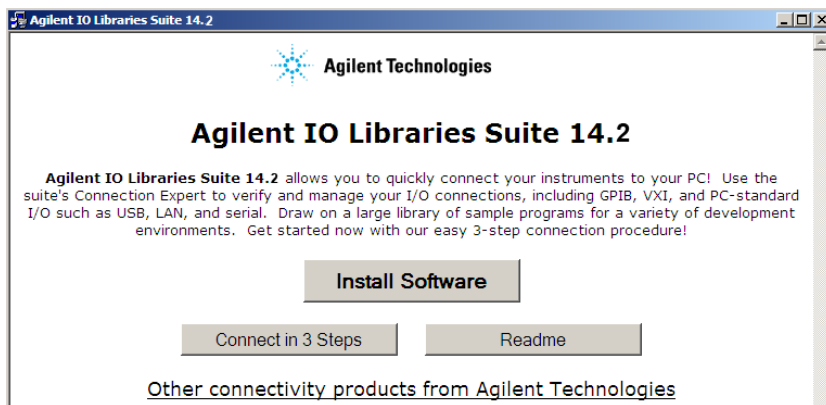 Agilent IO Libraries Suite 14.2
Agilent Technologies
Agilent IO Libraries Suite 14.2
Agilent IO Libraries Suite 14.2 allows you to quickly connect your instruments to your PC! Use the
suite's Connection Expert to verify and manage your I/O connections, including GPIB, VXI, and PC-standard
I/O such as USB, LAN, and serial. Draw on a large library of sample programs for a variety of development
environments. Get started now with our easy 3-step connection procedure!
Install Software
Connect in 3 Steps
Readme
Other connectivity products from Agilent Technologies